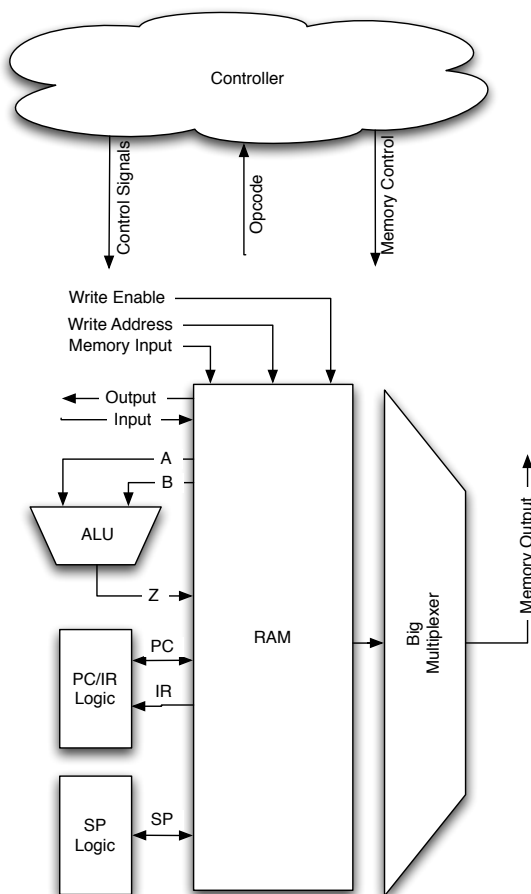 Controller
Control Signals
Opcode
Memory Control
Write Enable
Write Address
Memory Input
Output
Input
A
B
ALU
Z
RAM
PC
PC/IR
Logic
IR
SP
SP
Logic
Big
Multiplexer
Memory Output